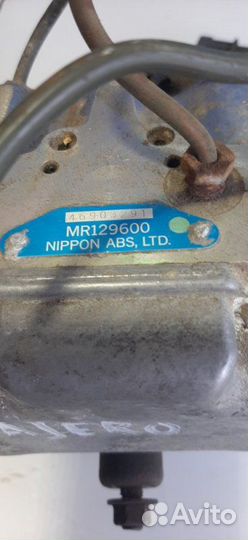 46903291
MR129600
NIPPON ABS, LTD.
AJERO
Avito